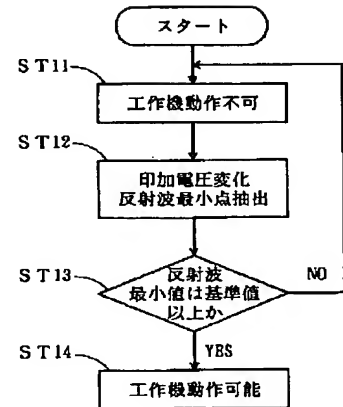 スタート
ST11
工作機動作不可
ST12
印加電圧変化
反射波最小点抽出
ST13
反射波
最小値は基準値
以上か
NO
YES
ST14
工作機動作可能